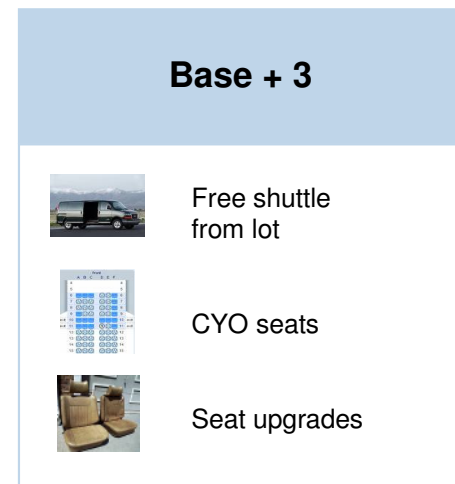 Base + 3
Free shuttle
from lot
CYO seats
Seat upgrades